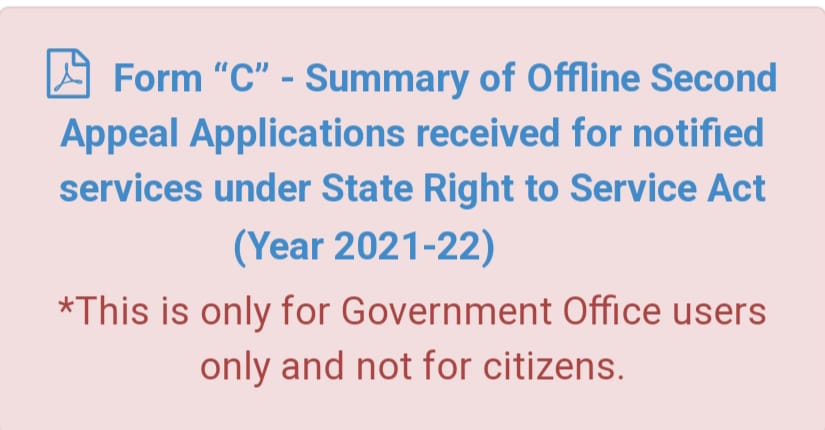 Form “C” - Summary of Offline Second
Appeal Applications received for notified
services under State Right to Service Act
(Year 2021-22)
*This is only for Government Office users
only and not for citizens.